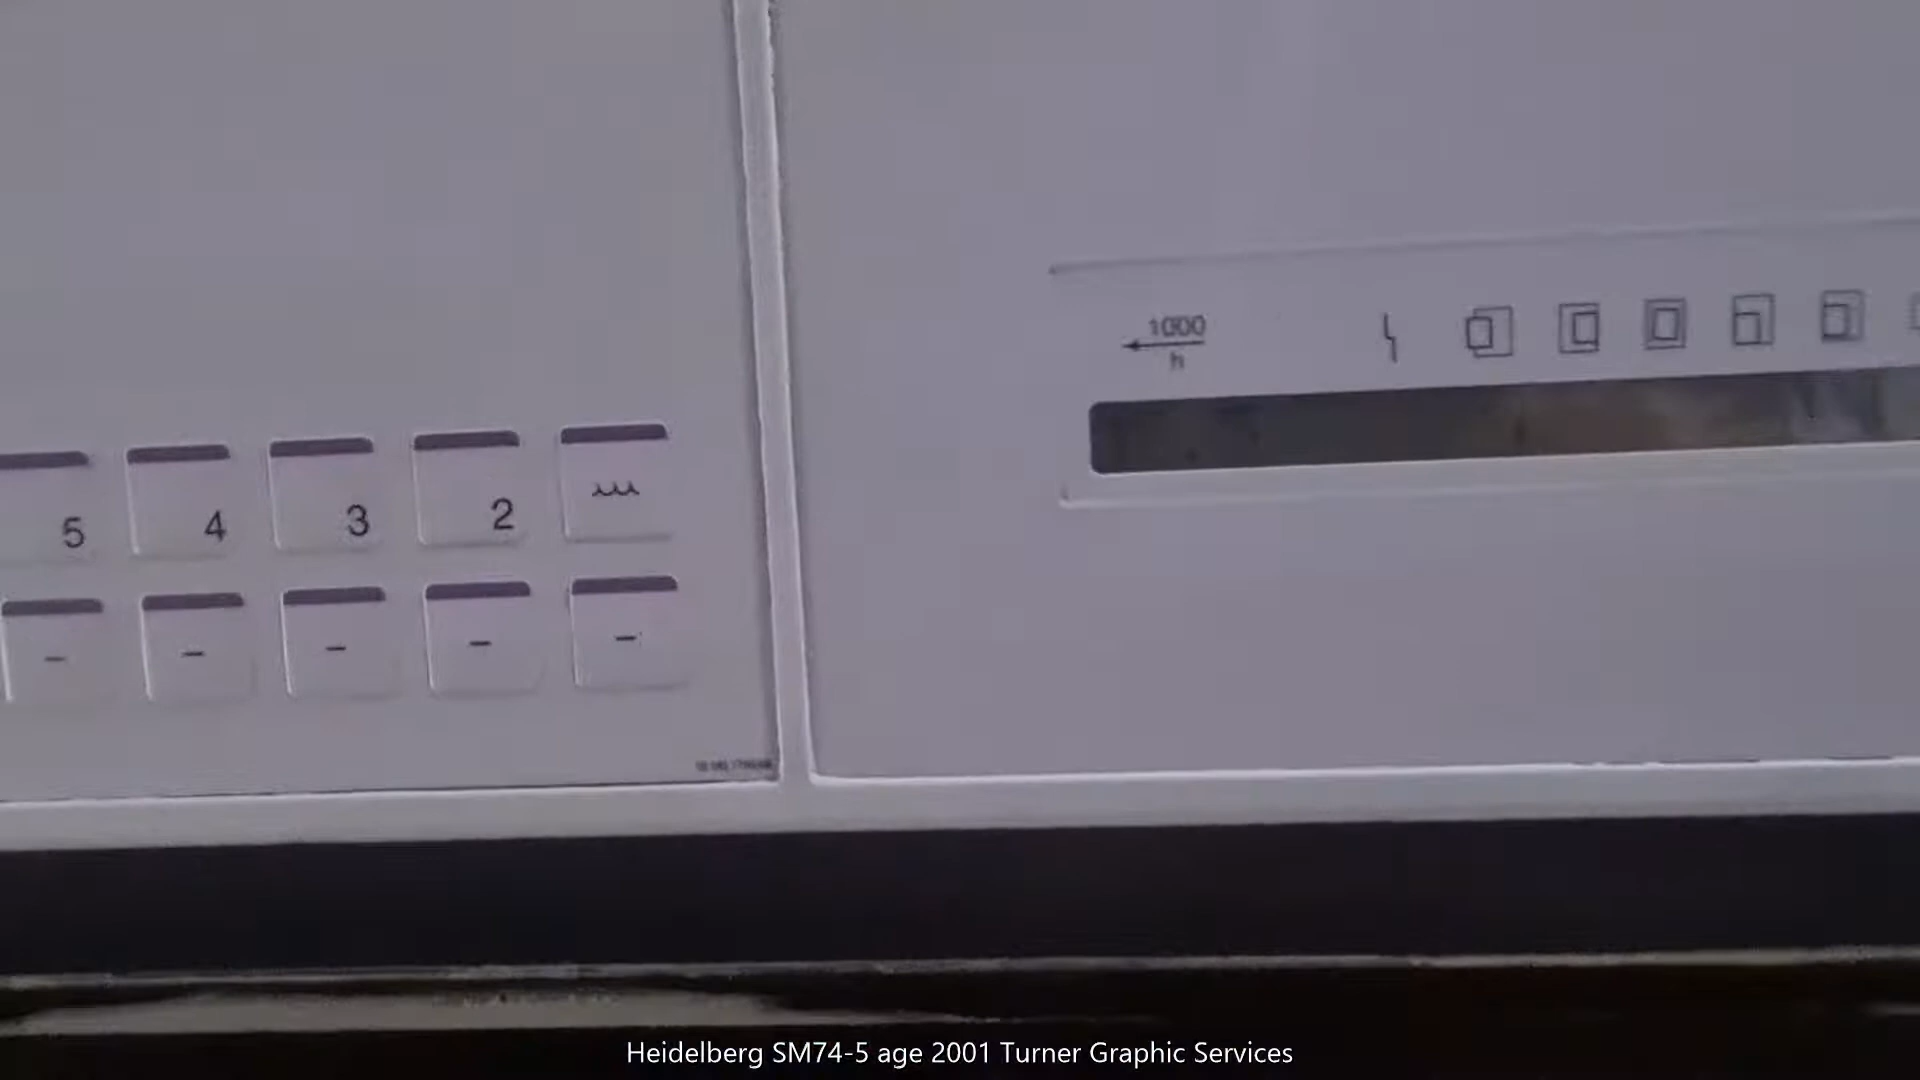 1000
h
5 4 3 2
- - - - -
Heidelberg SM74-5 age 2001 Turner Graphic Services